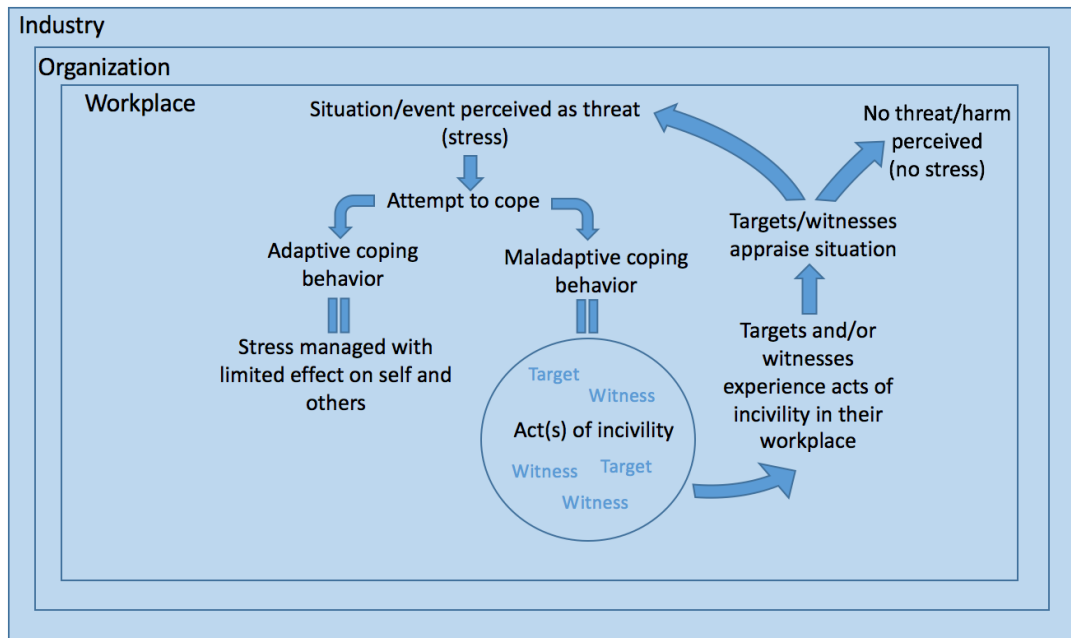 Industry
Organization
Workplace
Situation/event perceived as threat
(stress)
No threat/harm
perceived
(no stress)
Attempt to cope
Targets/witnesses
appraise situation
Adaptive coping
behavior
Maladaptive coping
behavior
Stress managed with
limited effect on self and
others
Targets and/or
witnesses
experience acts of
incivility in their
workplace
Target
Witness
Act(s) of incivility
Witness
Target
Witness